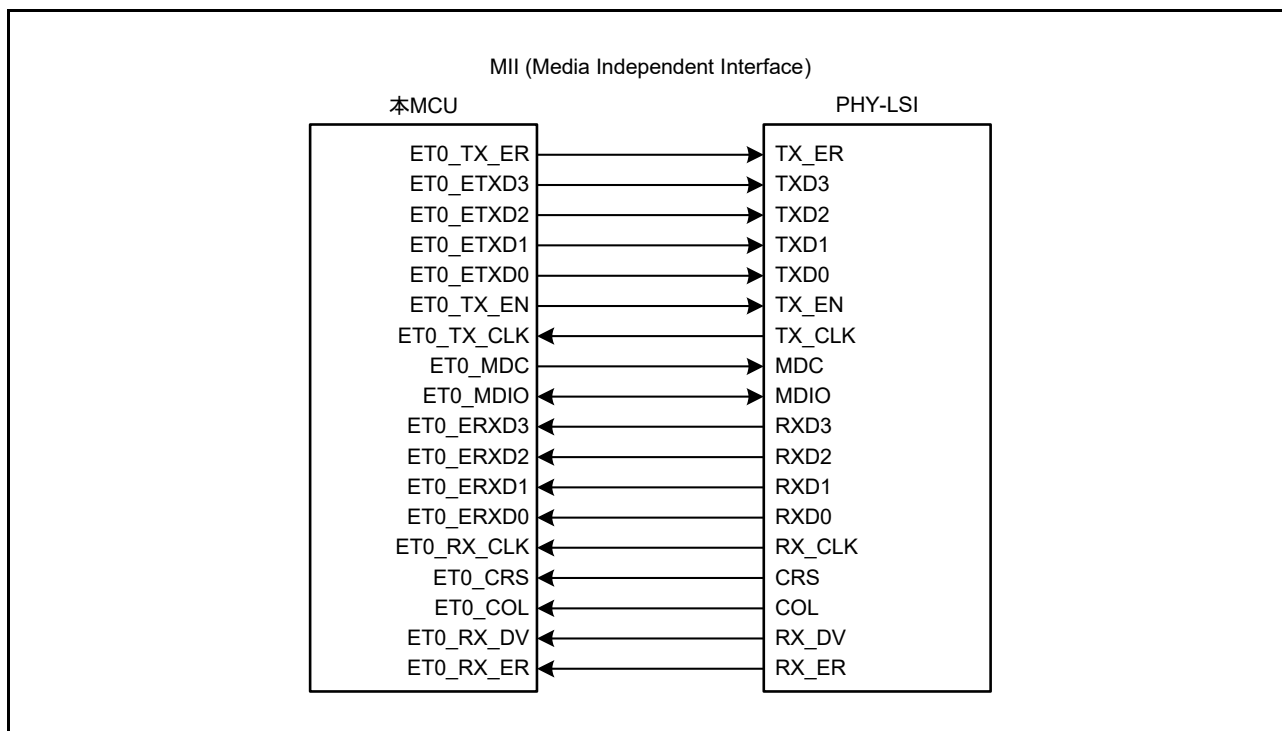 MII (Media Independent Interface)
本MCU PHY-LSI
ET0_TX_ER TX_ER
ET0_ETXD3 TXD3
ET0_ETXD2 TXD2
ET0_ETXD1 TXD1
ET0_ETXD0 TXD0
ET0_TX_EN TX_EN
ET0_TX_CLK TX_CLK
ET0_MDC MDC
ET0_MDIO MDIO
ET0_ERXD3 RXD3
ET0_ERXD2 RXD2
ET0_ERXD1 RXD1
ET0_ERXD0 RXD0
ET0_RX_CLK RX_CLK
ET0_CRS CRS
ET0_COL COL
ET0_RX_DV RX_DV
ET0_RX_ER RX_ER